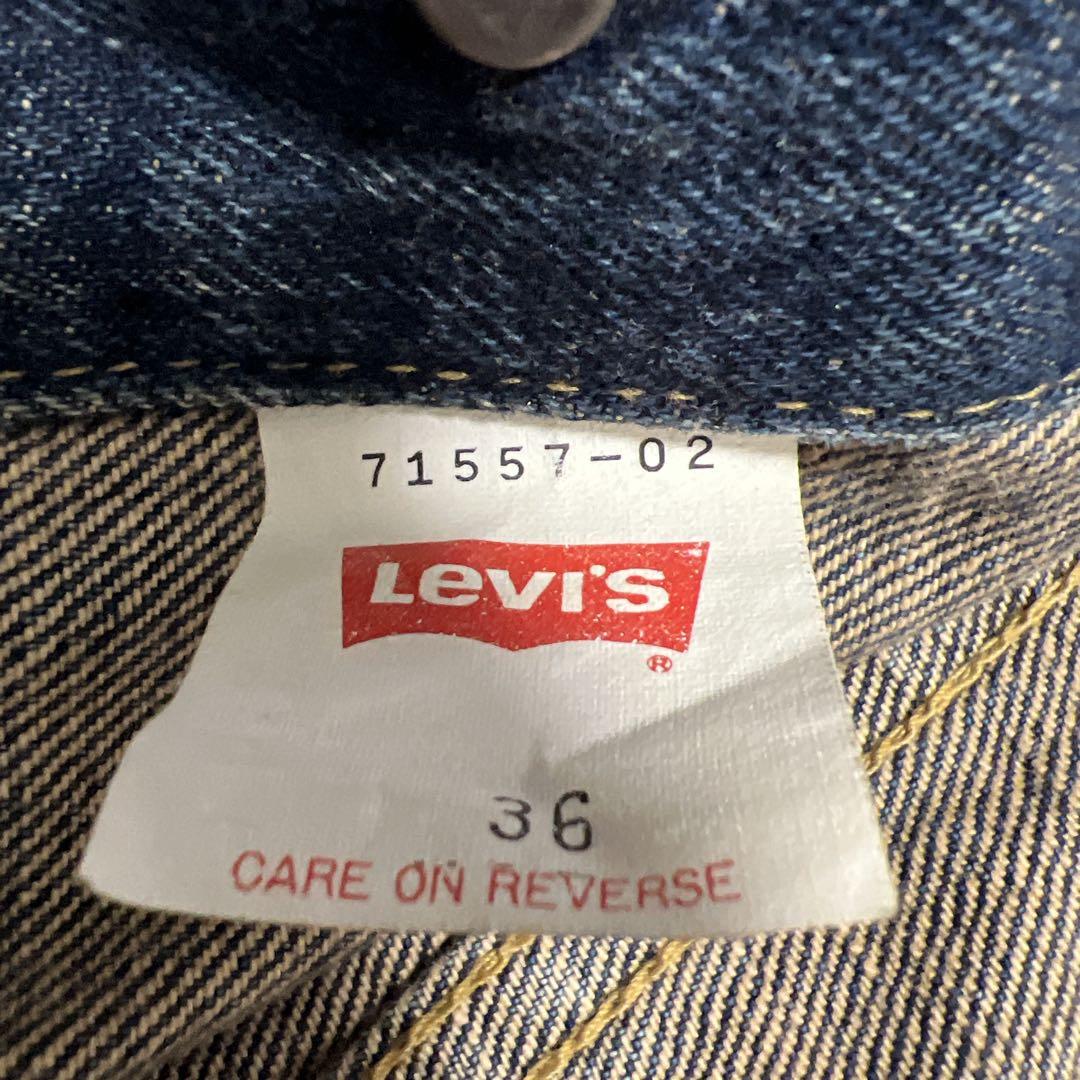 71557-02
LEVI'S
®
36
CARE ON REVERSE